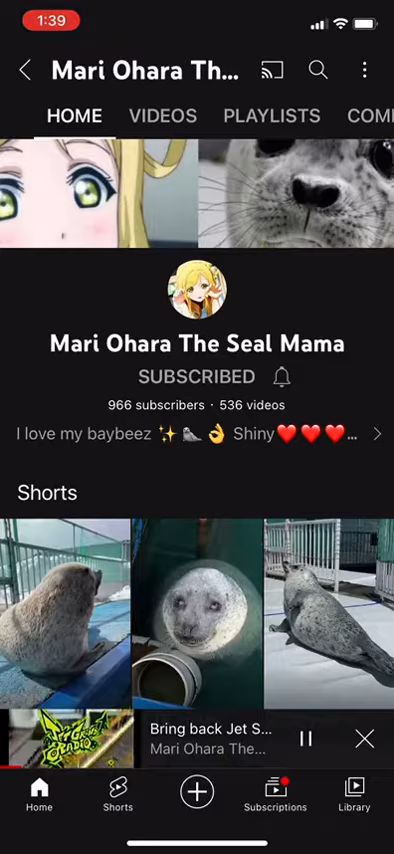 1:39
Mari Ohara Th...
HOME VIDEOS PLAYLISTS COM
Mari Ohara The Seal Mama
SUBSCRIBED
966 subscribers · 536 videos
I love my baybeez ✨🦭👌 Shiny❤️❤️❤️...
Shorts
Bring back Jet S...
Mari Ohara The...
Home Shorts Subscriptions Library